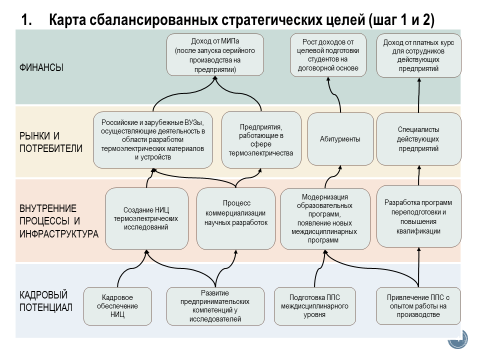 1. Карта сбалансированных стратегических целей (шаг 1 и 2)
ФИНАНСЫ
Доход от МИПа
(после запуска серийного
производства на
предприятии)
Рост доходов от
целевой подготовки
студентов на
договорной основе
Доход от платных курс
для сотрудников
действующих
предприятий
РЫНКИ И
ПОТРЕБИТЕЛИ
Российские и зарубежные ВУЗы,
осуществляющие деятельность в
области разработки
термоэлектрических материалов
и устройств
Предприятия,
работающие в
сфере
термоэлектричества
Абитуриенты
Специалисты
действующих
предприятий
ВНУТРЕННИЕ
ПРОЦЕССЫ И
ИНФРАСТРУКТУРА
Создание НИЦ
термоэлектрических
исследований
Процесс
коммерциализации
научных разработок
Модернизация
образовательных
программ,
появление новых
междисциплинарных
программ
Разработка программ
переподготовки и
повышения
квалификации
КАДРОВЫЙ
ПОТЕНЦИАЛ
Кадровое
обеспечение
НИЦ
Развитие
предпринимательских
компетенций у
исследователей
Подготовка ППС
междисциплинарного
уровня
Привлечение ППС с
опытом работы на
производстве